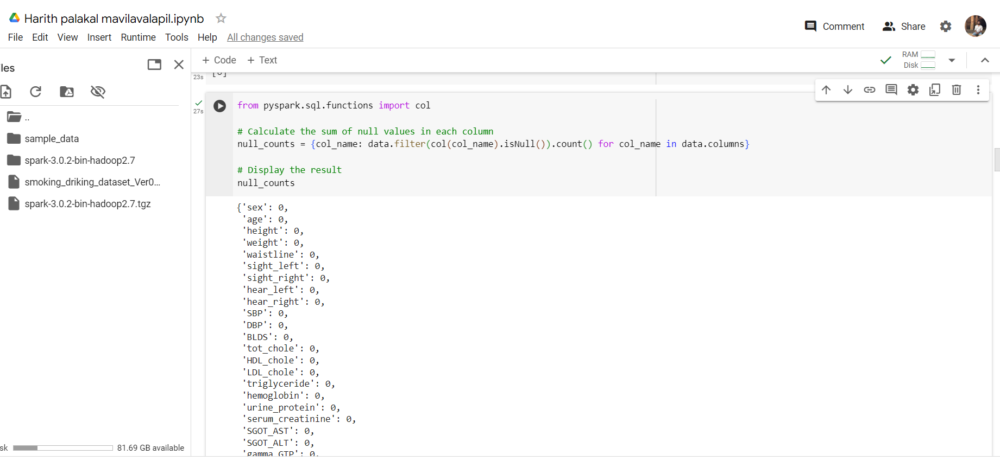 Harith palakal mavilavalapil.ipynb
File Edit View Insert Runtime Tools Help All changes saved
Comment Share
les
+ Code + Text
RAM
Disk
23s
27s
from pyspark.sql.functions import col
# Calculate the sum of null values in each column
null_counts = {col_name: data.filter(col(col_name).isNull()).count() for col_name in data.columns}
# Display the result
null_counts
..
sample_data
spark-3.0.2-bin-hadoop2.7
smoking_driking_dataset_Ver0...
spark-3.0.2-bin-hadoop2.7.tgz
{'sex': 0,
'age': 0,
'height': 0,
'weight': 0,
'waistline': 0,
'sight_left': 0,
'sight_right': 0,
'hear_left': 0,
'hear_right': 0,
'SBP': 0,
'DBP': 0,
'BLDS': 0,
'tot_chole': 0,
'HDL_chole': 0,
'LDL_chole': 0,
'triglyceride': 0,
'hemoglobin': 0,
'urine_protein': 0,
'serum_creatinine': 0,
'SGOT_AST': 0,
'SGOT_ALT': 0,
'gamma_GTP': 0,
sk 81.69 GB available